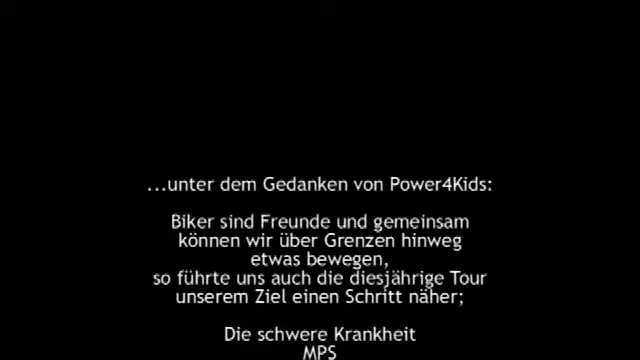 ...unter dem Gedanken von Power4Kids:
Biker sind Freunde und gemeinsam
können wir über Grenzen hinweg
etwas bewegen,
so führte uns auch die diesjährige Tour
unserem Ziel einen Schritt näher;
Die schwere Krankheit
MPS